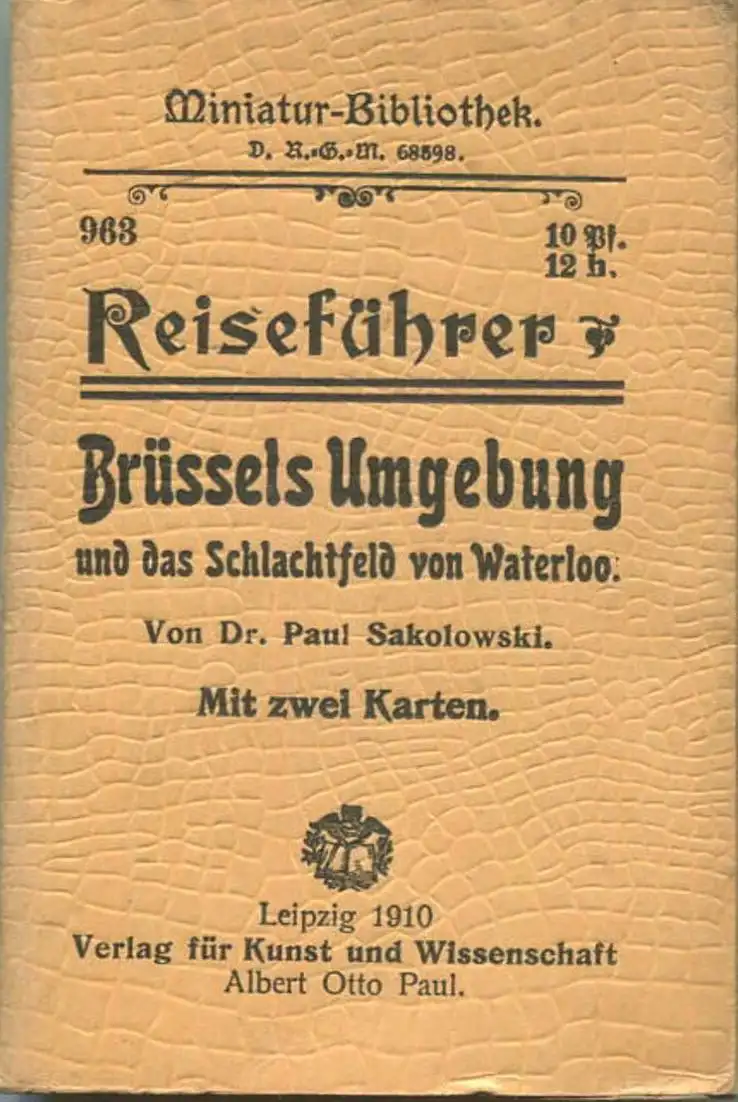 Miniatur-Bibliothek.
D. R.=G.=M. 68598.
963
10 Pf.
12 h.
Reiseführer
Brüssels Umgebung
und das Schlachtfeld von Waterloo.
Von Dr. Paul Sakolowski.
Mit zwei Karten.
Leipzig 1910
Verlag für Kunst und Wissenschaft
Albert Otto Paul.